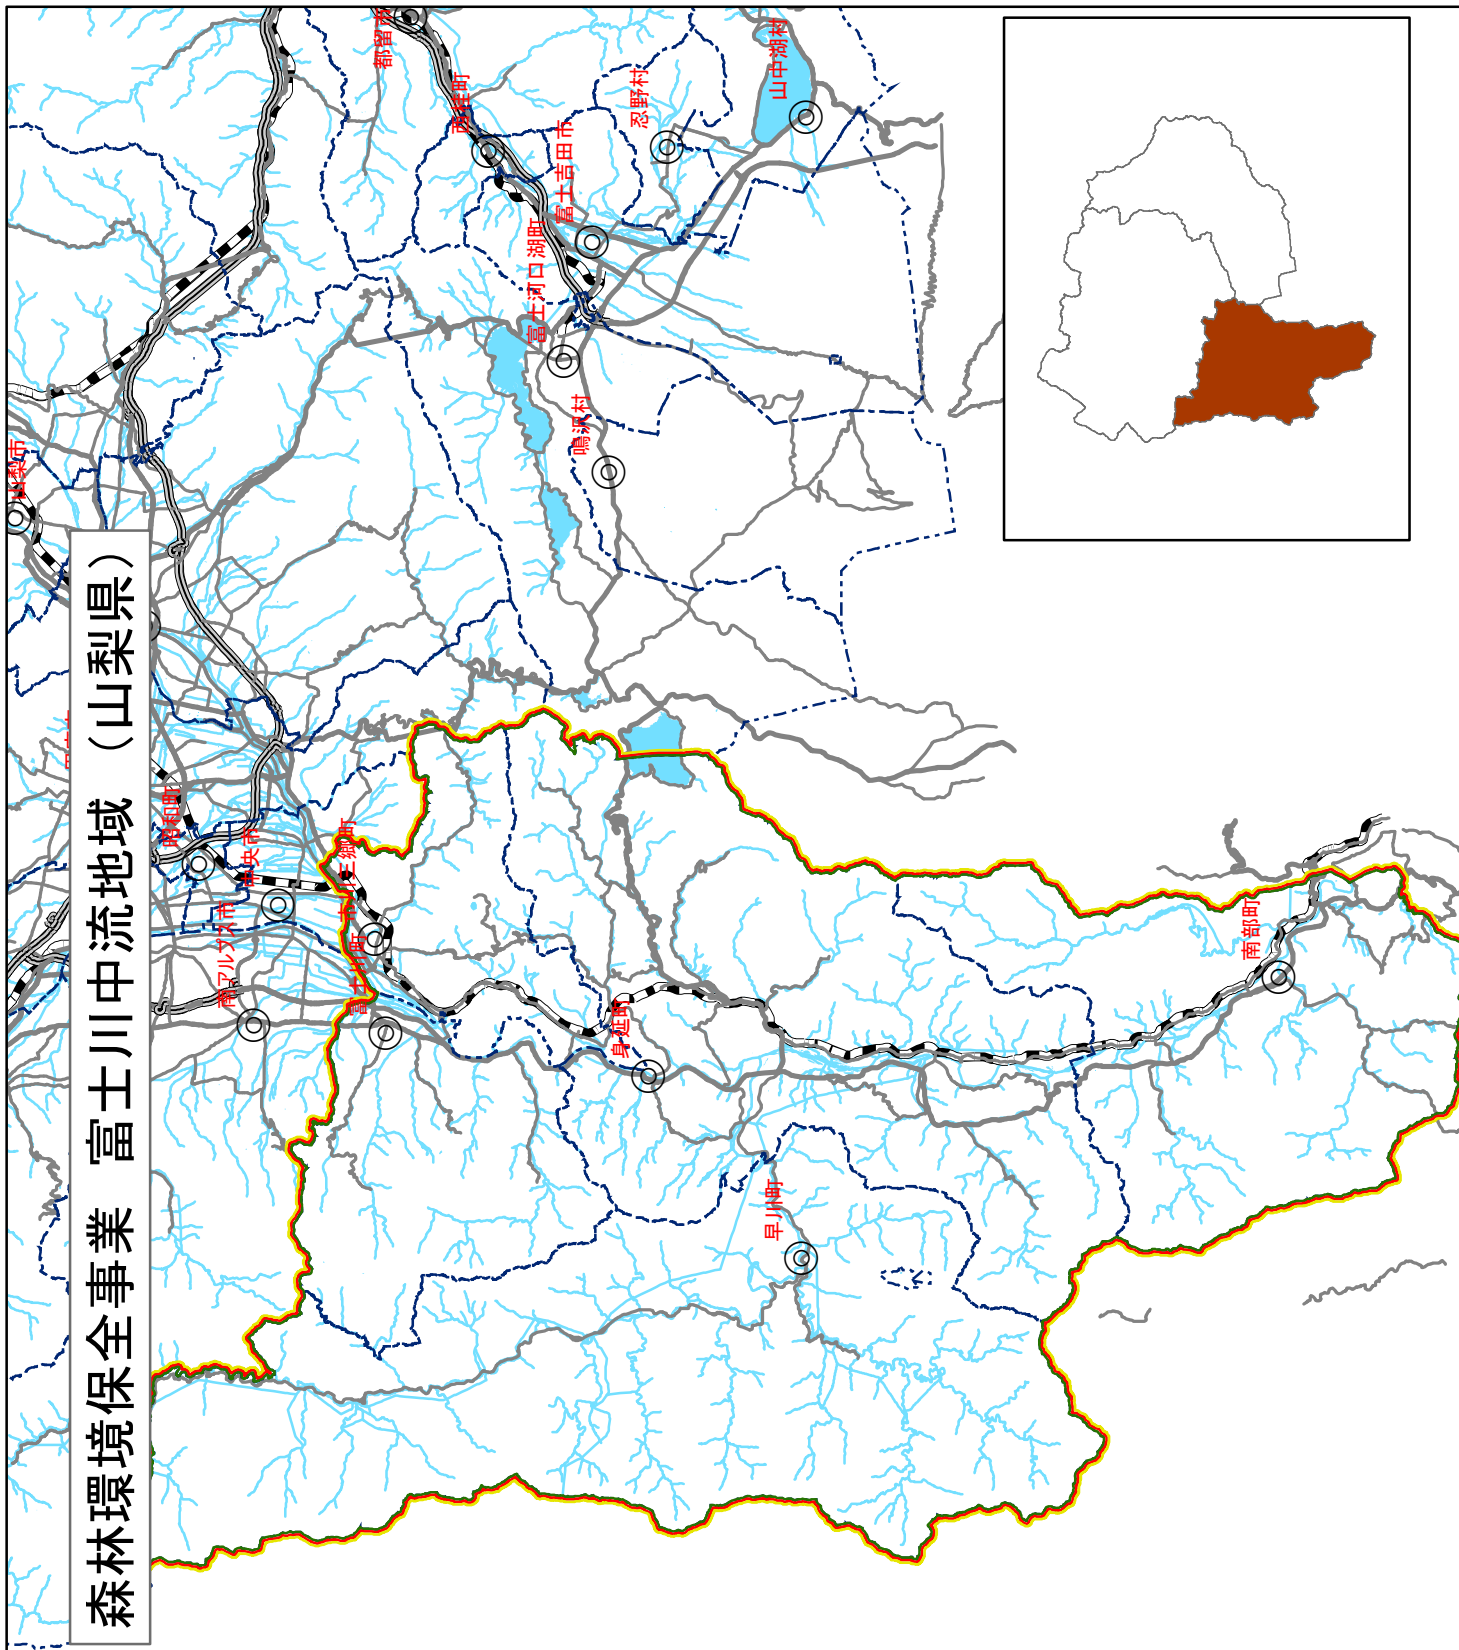 森林環境保全事業 富士川中流地域 （山梨県）
山梨市
都留市
西桂町
忍野村
山中湖村
富士吉田市
富士河口湖町
鳴沢村
昭和町
中央市
南アルプス市
市川三郷町
富士川町
身延町
早川町
南部町